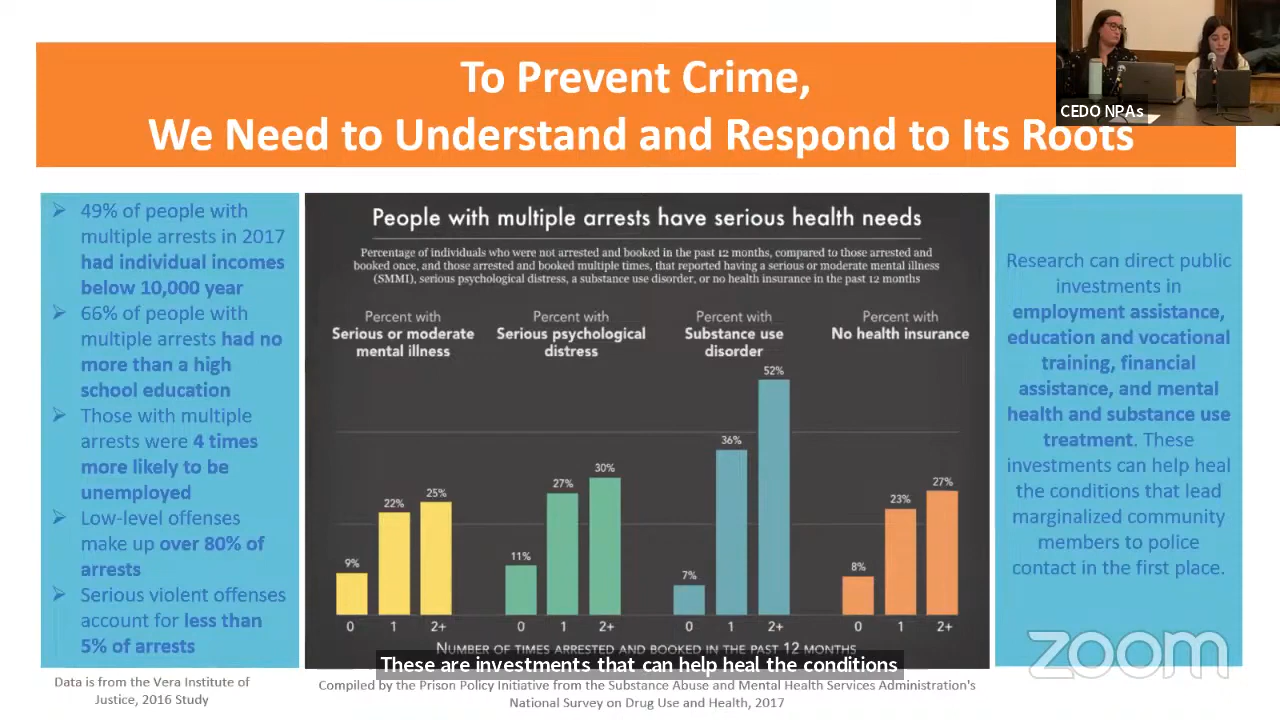 To Prevent Crime,
We Need to Understand and Respond to Its Roots
CEDO NPAs
49% of people with
multiple arrests in 2017
had individual incomes
below 10,000 year
66% of people with
multiple arrests had no
more than a high
school education
Those with multiple
arrests were 4 times
more likely to be
unemployed
Low-level offenses
make up over 80% of
arrests
Serious violent offenses
account for less than
5% of arrests
Data is from the Vera Institute of
Justice, 2016 Study
People with multiple arrests have serious health needs
Percentage of individuals who were not arrested and booked in the past 12 months, compared to those arrested and
booked once, and those arrested and booked multiple times, that reported having a serious or moderate mental illness
(SMMI), serious psychological distress, a substance use disorder, or no health insurance in the past 12 months
Percent with
Serious or moderate
mental illness
9%
22%
25%
0 1 2+
Percent with
Serious psychological
distress
11%
27%
30%
0 1 2+
Percent with
Substance use
disorder
7%
36%
52%
0 1 2+
Percent with
No health insurance
8%
23%
27%
0 1 2+
NUMBER OF TIMES ARRESTED AND BOOKED IN THE PAST 12 MONTHS
These are investments that can help heal the conditions
Compiled by the Prison Policy Initiative from the Substance Abuse and Mental Health Services Administration's
National Survey on Drug Use and Health, 2017
Research can direct public
investments in
employment assistance,
education and vocational
training, financial
assistance, and mental
health and substance use
treatment. These
investments can help heal
the conditions that lead
marginalized community
members to police
contact in the first place.
zoom